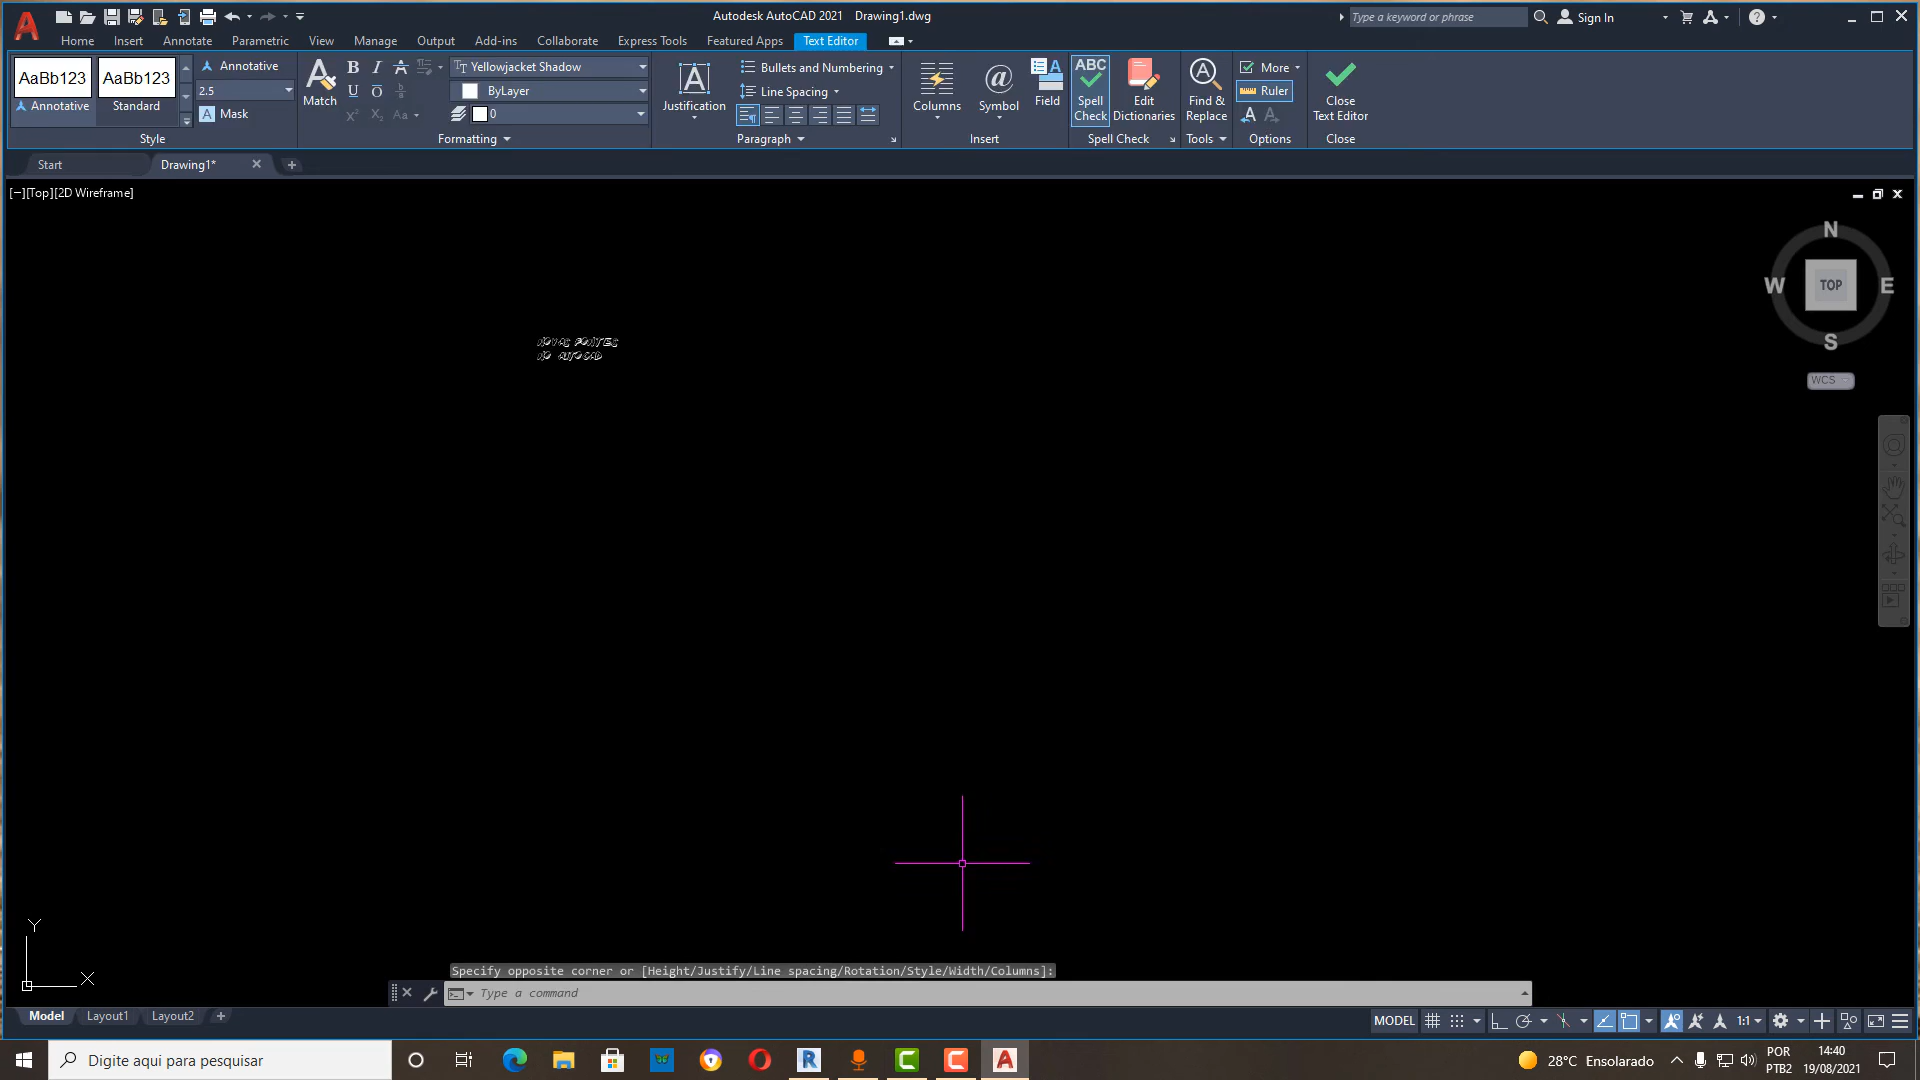 Autodesk AutoCAD 2021 Drawing1.dwg
Type a keyword or phrase
Sign In
Home Insert Annotate Parametric View Manage Output Add-ins Collaborate Express Tools Featured Apps Text Editor
AaBb123 AaBb123
Annotative Standard
Annotative
2.5
Mask
Style
Match
Yellowjacket Shadow
ByLayer
0
Formatting
Justification
Bullets and Numbering
Line Spacing
Paragraph
Columns
Symbol
Field
Insert
ABC
Spell Check
Edit Dictionaries
Spell Check
Find & Replace
Tools
More
Ruler
Options
Close Text Editor
Close
Start
Drawing1*
[−][Top][2D Wireframe]
N
W TOP E
S
WCS
NOVAS FONTES
NO AUTOCAD
Y
X
Specify opposite corner or [Height/Justify/Line spacing/Rotation/Style/Width/Columns]:
Type a command
Model Layout1 Layout2
MODEL
1:1
Digite aqui para pesquisar
28°C Ensolarado
POR
PTB2
14:40
19/08/2021